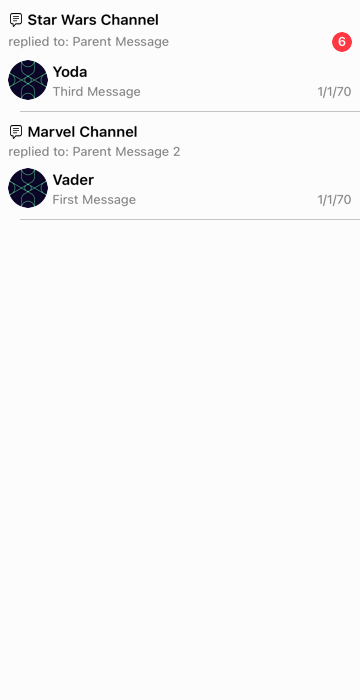 Star Wars Channel
replied to: Parent Message
6
Yoda
Third Message
1/1/70
Marvel Channel
replied to: Parent Message 2
Vader
First Message
1/1/70